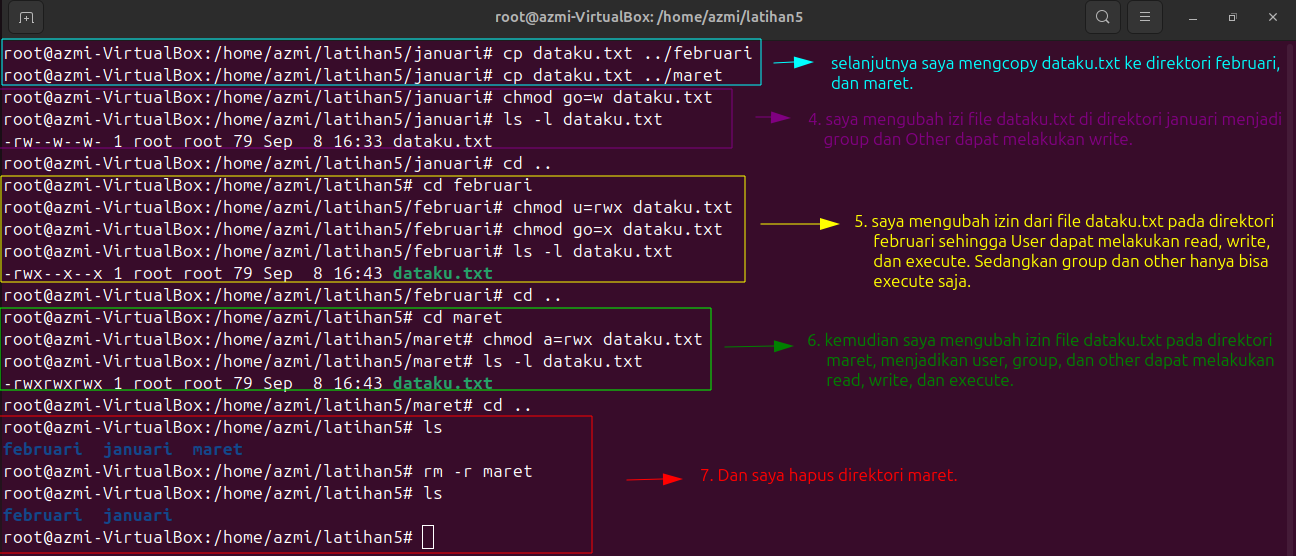 root@azmi-VirtualBox: /home/azmi/latihan5
root@azmi-VirtualBox:/home/azmi/latihan5/januari# cp dataku.txt ../februari
root@azmi-VirtualBox:/home/azmi/latihan5/januari# cp dataku.txt ../maret
selanjutnya saya mengcopy dataku.txt ke direktori februari,
dan maret.
root@azmi-VirtualBox:/home/azmi/latihan5/januari# chmod go=w dataku.txt
root@azmi-VirtualBox:/home/azmi/latihan5/januari# ls -l dataku.txt
-rw--w--w- 1 root root 79 Sep  8 16:33 dataku.txt
4. saya mengubah izi file dataku.txt di direktori januari menjadi
group dan Other dapat melakukan write.
root@azmi-VirtualBox:/home/azmi/latihan5/januari# cd ..
root@azmi-VirtualBox:/home/azmi/latihan5# cd februari
root@azmi-VirtualBox:/home/azmi/latihan5/februari# chmod u=rwx dataku.txt
root@azmi-VirtualBox:/home/azmi/latihan5/februari# chmod go=x dataku.txt
root@azmi-VirtualBox:/home/azmi/latihan5/februari# ls -l dataku.txt
-rwx--x--x 1 root root 79 Sep  8 16:43 dataku.txt
5. saya mengubah izin dari file dataku.txt pada direktori
februari sehingga User dapat melakukan read, write,
dan execute. Sedangkan group dan other hanya bisa
execute saja.
root@azmi-VirtualBox:/home/azmi/latihan5/februari# cd ..
root@azmi-VirtualBox:/home/azmi/latihan5# cd maret
root@azmi-VirtualBox:/home/azmi/latihan5/maret# chmod a=rwx dataku.txt
root@azmi-VirtualBox:/home/azmi/latihan5/maret# ls -l dataku.txt
-rwxrwxrwx 1 root root 79 Sep  8 16:43 dataku.txt
6. kemudian saya mengubah izin file dataku.txt pada direktori
maret, menjadikan user, group, dan other dapat melakukan
read, write, dan execute.
root@azmi-VirtualBox:/home/azmi/latihan5/maret# cd ..
root@azmi-VirtualBox:/home/azmi/latihan5# ls
februari  januari  maret
root@azmi-VirtualBox:/home/azmi/latihan5# rm -r maret
root@azmi-VirtualBox:/home/azmi/latihan5# ls
februari  januari
root@azmi-VirtualBox:/home/azmi/latihan5#
7. Dan saya hapus direktori maret.